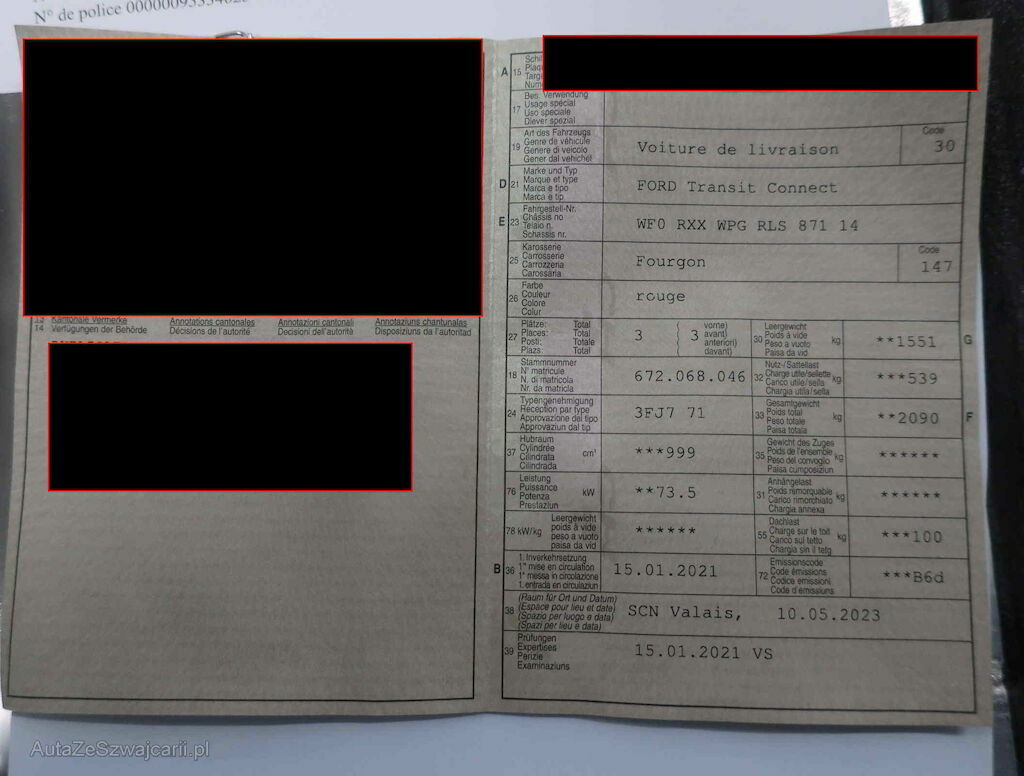 N° de police
13 Kantonale Vermerke Annotations cantonales Annotazioni cantonali Annotaziuns chantunalas
14 Verfügungen der Behörde Décisions de l'autorité Decisioni dell'autorità Disposiziuns da l'autoritad
A 15
17 Bes. Verwendung
Usage spécial
Uso speciale
Diever spezial
19 Art des Fahrzeugs
Genre de véhicule
Genere di veicolo
Gener dal vehichel
Voiture de livraison
Code
30
D 21 Marke und Typ
Marque et type
Marca e tipo
Marca e tip
FORD Transit Connect
E 23 Fahrgestell-Nr.
Châssis no
Telaio n.
Schassis nr.
WF0 RXX WPG RLS 871 14
25 Karosserie
Carrosserie
Carrozzeria
Carossaria
Fourgon
Code
147
26 Farbe
Couleur
Colore
Colur
rouge
27 Plätze: Total
Places: Total
Posti: Totale
Plazs: Total
3 3
vorne)
avant)
anteriori)
davant)
30 Leergewicht
Poids à vide
Peso a vuoto
Paisa da vid
kg **1551 G
18 Stammnummer
N° matricule
N. di matricola
Nr. da matricla
672.068.046
32 Nutz-/Sattellast
Charge utile/sellette
Carico utile/sella
Chargia utila/sella
kg ***539
24 Typengenehmigung
Réception par type
Approvazione del tipo
Approvaziun dal tip
3FJ7 71
33 Gesamtgewicht
Poids total
Peso totale
Paisa totala
kg **2090 F
37 Hubraum
Cylindrée
Cilindrata
Cilindrada
cm³ ***999
35 Gewicht des Zuges
Poids de l'ensemble
Peso del convoglio
Paisa cumposiziun
kg ******
76 Leistung
Puissance
Potenza
Prestaziun
kW **73.5
31 Anhängelast
Poids remorquable
Carico rimorchiato
Chargia annexa
kg ******
78 kW/kg Leergewicht
poids à vide
peso a vuoto
paisa da vid
******
55 Dachlast
Charge sur le toit
Carico sul tetto
Chargia sin il tetg
kg ***100
B 36 1. Inverkehrsetzung
1re mise en circulation
1a messa in circolazione
1. entrada en circulaziun
15.01.2021
72 Emissionscode
Code émissions
Codice emissioni
Code d'emissiuns
***B6d
38 (Raum für Ort und Datum)
(Espace pour lieu et date)
(Spazio per luogo e data)
(Spazi per lieu e data)
SCN Valais, 10.05.2023
39 Prüfungen
Expertises
Perizie
Examinaziuns
15.01.2021 VS
AutaZeSzwajcarii.pl